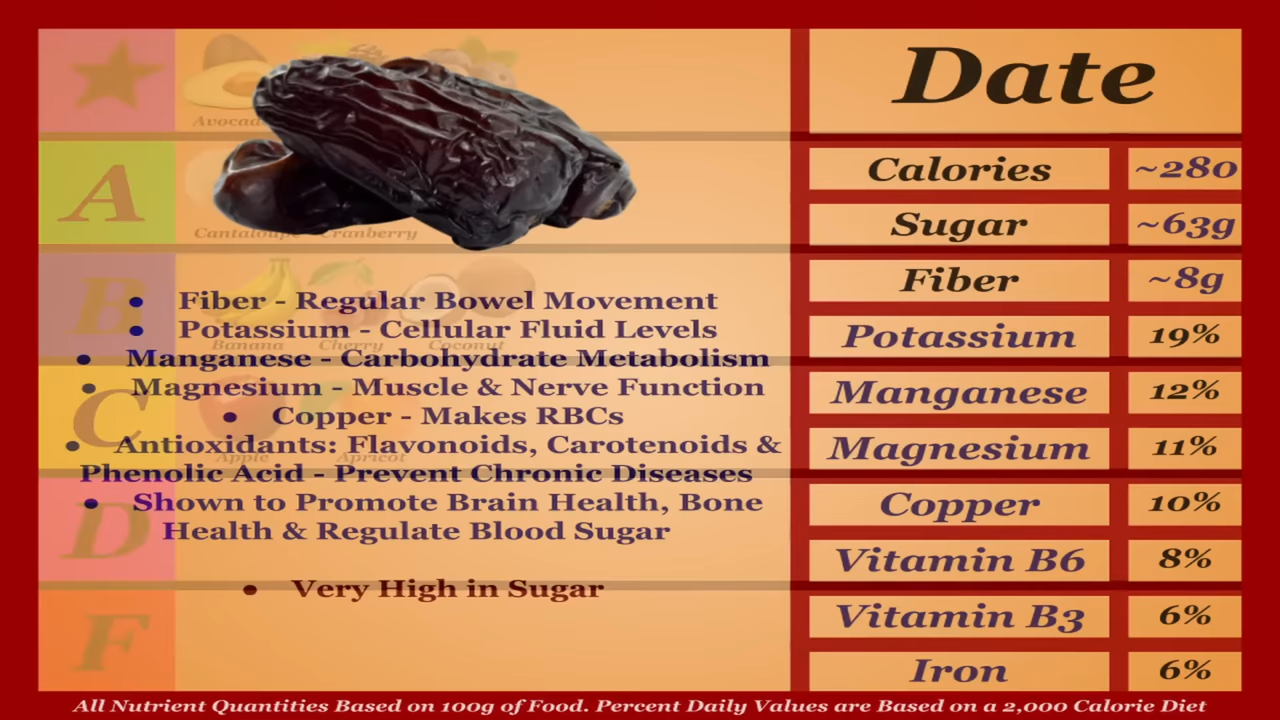 Date
Calories ~280
Sugar ~63g
Fiber ~8g
Potassium 19%
Manganese 12%
Magnesium 11%
Copper 10%
Vitamin B6 8%
Vitamin B3 6%
Iron 6%
A
B
C
D
F
Avocad
Cantaloupe Cranberry
Banana Cherry Coconut
Apple Apricot
• Fiber - Regular Bowel Movement
• Potassium - Cellular Fluid Levels
• Manganese - Carbohydrate Metabolism
• Magnesium - Muscle & Nerve Function
• Copper - Makes RBCs
• Antioxidants: Flavonoids, Carotenoids &
Phenolic Acid - Prevent Chronic Diseases
• Shown to Promote Brain Health, Bone
Health & Regulate Blood Sugar
• Very High in Sugar
All Nutrient Quantities Based on 100g of Food. Percent Daily Values are Based on a 2,000 Calorie Diet